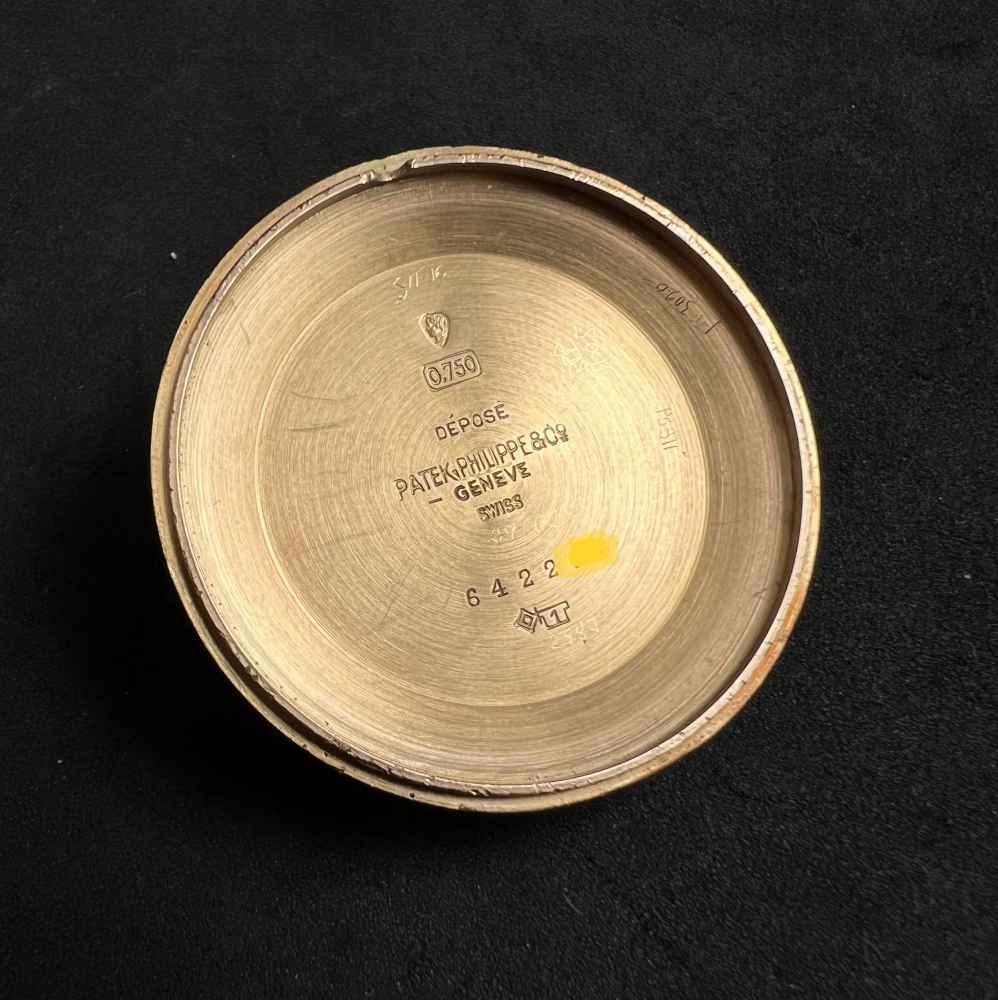 0,750
DÉPOSÉ
PATEK, PHILIPPE & Cº
- GENEVE
SWISS
6422